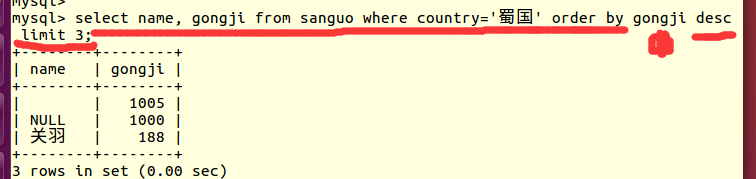 mysql>
mysql> select name, gongji from sanguo where country='蜀国' order by gongji desc
limit 3;
+--------+--------+
| name   | gongji |
+--------+--------+
|        |   1005 |
| NULL   |   1000 |
| 关羽   |    188 |
+--------+--------+
3 rows in set (0.00 sec)